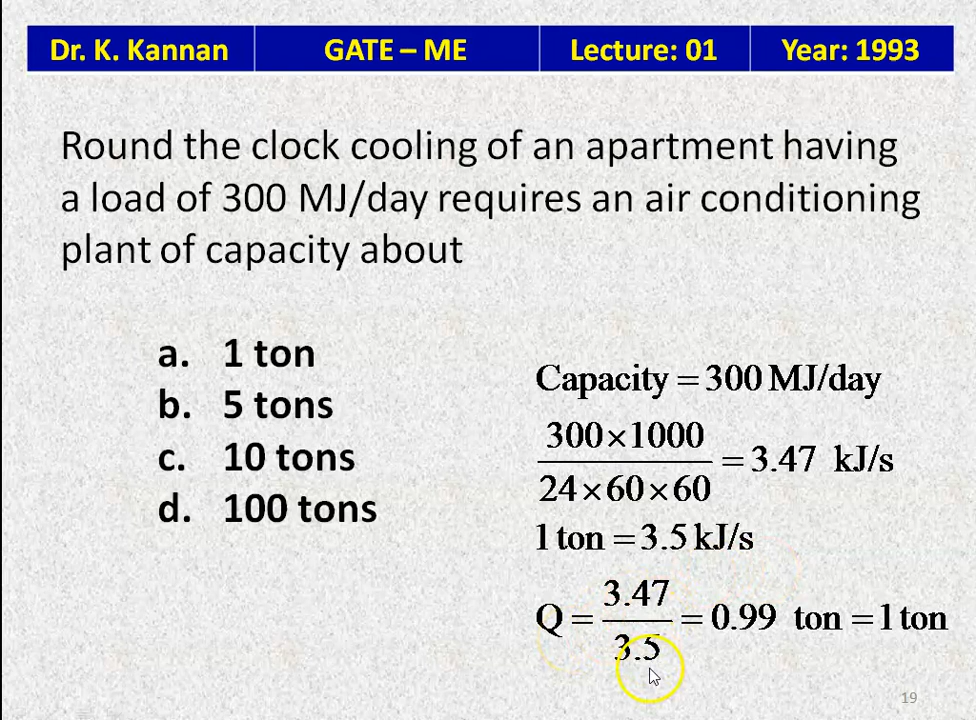 Dr. K. Kannan GATE – ME Lecture: 01 Year: 1993
Round the clock cooling of an apartment having
a load of 300 MJ/day requires an air conditioning
plant of capacity about
a. 1 ton
b. 5 tons
c. 10 tons
d. 100 tons
Capacity = 300 MJ/day
300×1000
24×60×60
= 3.47 kJ/s
1 ton = 3.5 kJ/s
Q = 3.47
3.5
= 0.99 ton = 1 ton
19